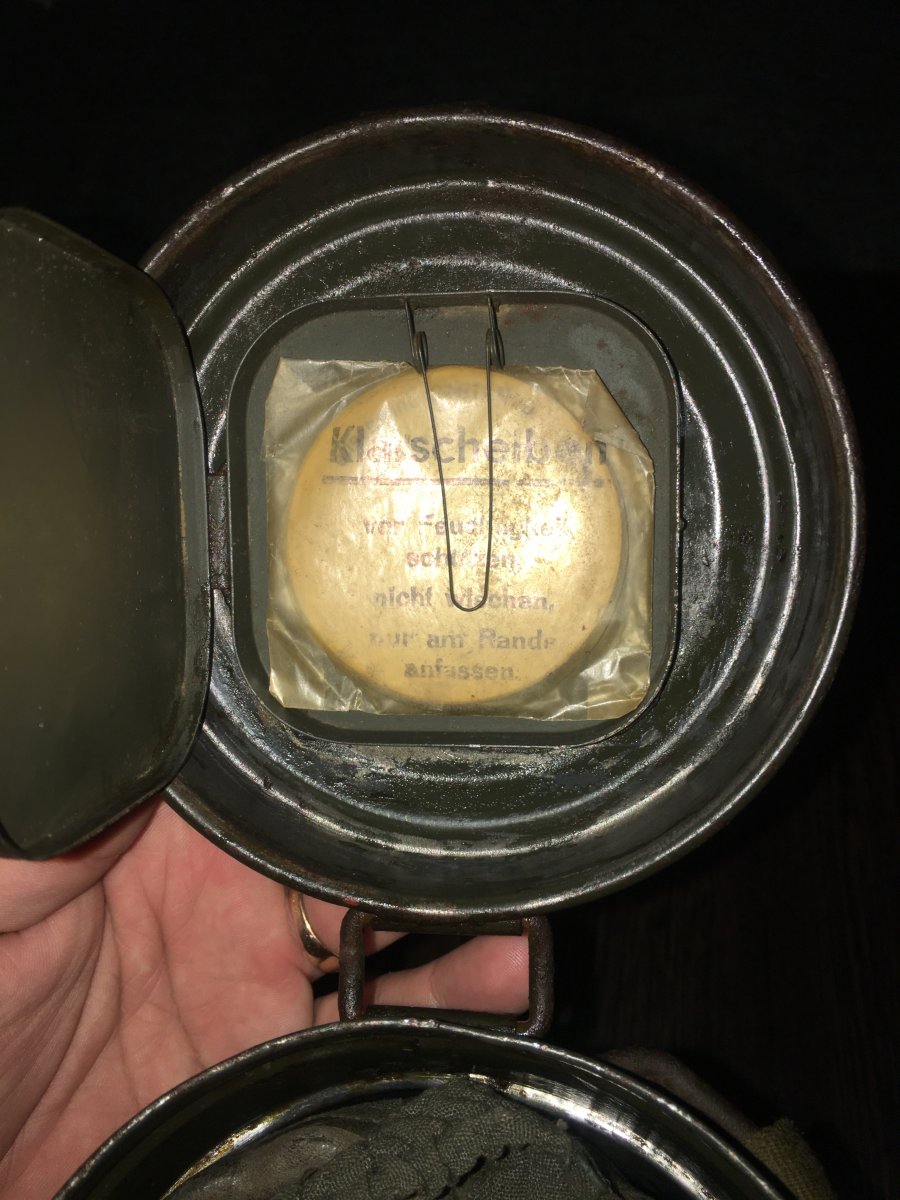 Klarscheiben
vor Feuchtigkeit
schützen,
nicht wischen,
nur am Rande
anfassen.